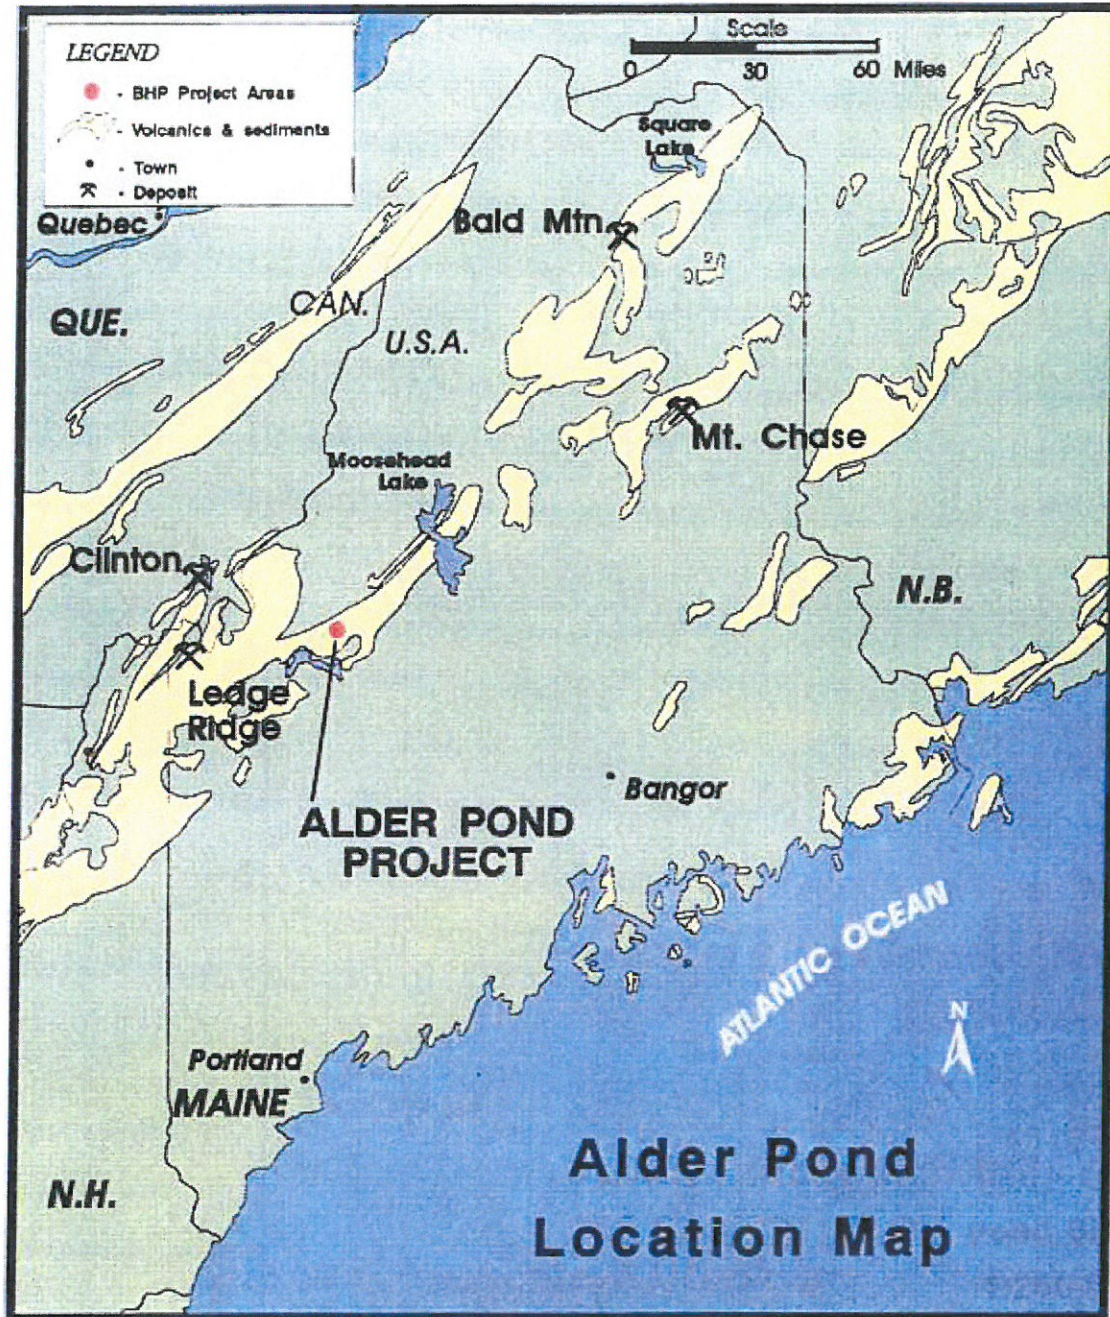 LEGEND
- BHP Project Areas
- Volcanics & sediments
- Town
- Deposit
Scale
0 30 60 Miles
Square
Lake
Quebec
Bald Mtn.
CAN.
QUE.
U.S.A.
Mt. Chase
Moosehead
Lake
Clinton
N.B.
Ledge
Ridge
Bangor
ALDER POND
PROJECT
ATLANTIC OCEAN
N
Portland
MAINE
Alder Pond
Location Map
N.H.